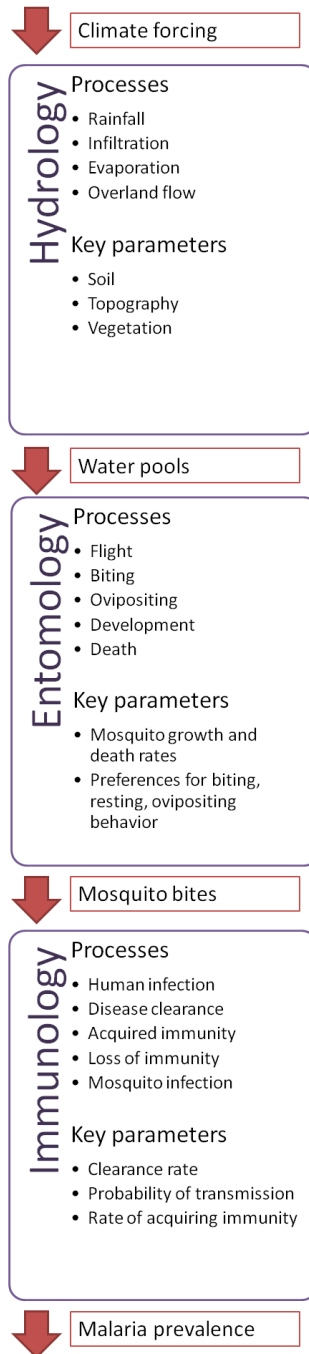 Climate forcing
Hydrology
Processes
• Rainfall
• Infiltration
• Evaporation
• Overland flow
Key parameters
• Soil
• Topography
• Vegetation
Water pools
Entomology
Processes
• Flight
• Biting
• Ovipositing
• Development
• Death
Key parameters
• Mosquito growth and
death rates
• Preferences for biting,
resting, ovipositing
behavior
Mosquito bites
Immunology
Processes
• Human infection
• Disease clearance
• Acquired immunity
• Loss of immunity
• Mosquito infection
Key parameters
• Clearance rate
• Probability of transmission
• Rate of acquiring immunity
Malaria prevalence